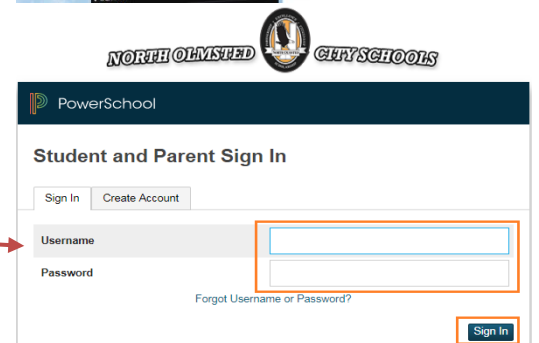 NORTH OLMSTED CITY SCHOOLS
PowerSchool
Student and Parent Sign In
Sign In Create Account
Username
Password
Forgot Username or Password?
Sign In